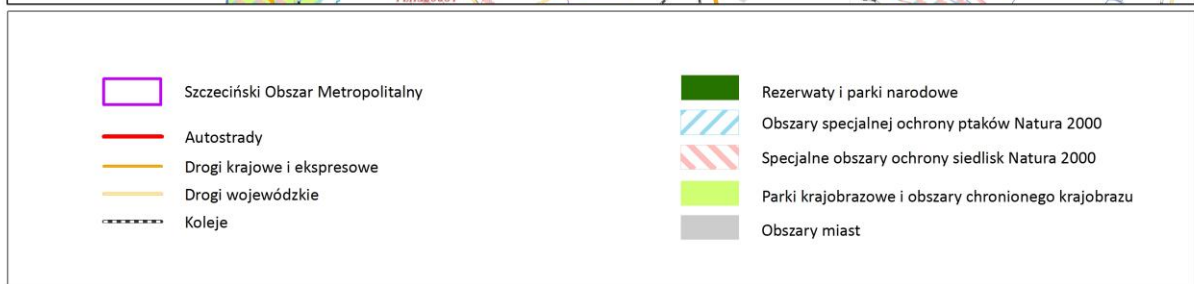 Szczeciński Obszar Metropolitalny
Autostrady
Drogi krajowe i ekspresowe
Drogi wojewódzkie
Koleje
Rezerwaty i parki narodowe
Obszary specjalnej ochrony ptaków Natura 2000
Specjalne obszary ochrony siedlisk Natura 2000
Parki krajobrazowe i obszary chronionego krajobrazu
Obszary miast